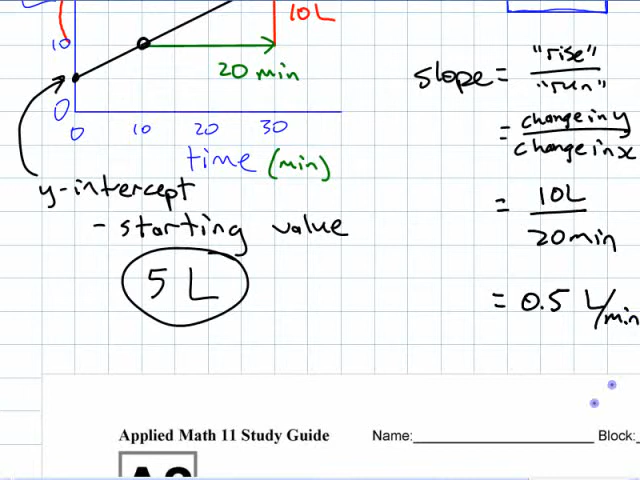 10L
10
20 min
0
0 10 20 30
time (min)
y-intercept
- starting value
5 L
slope = "rise"
"run"
= change in y
change in x
= 10L
20min
= 0.5 L/min
Applied Math 11 Study Guide Name: Block: